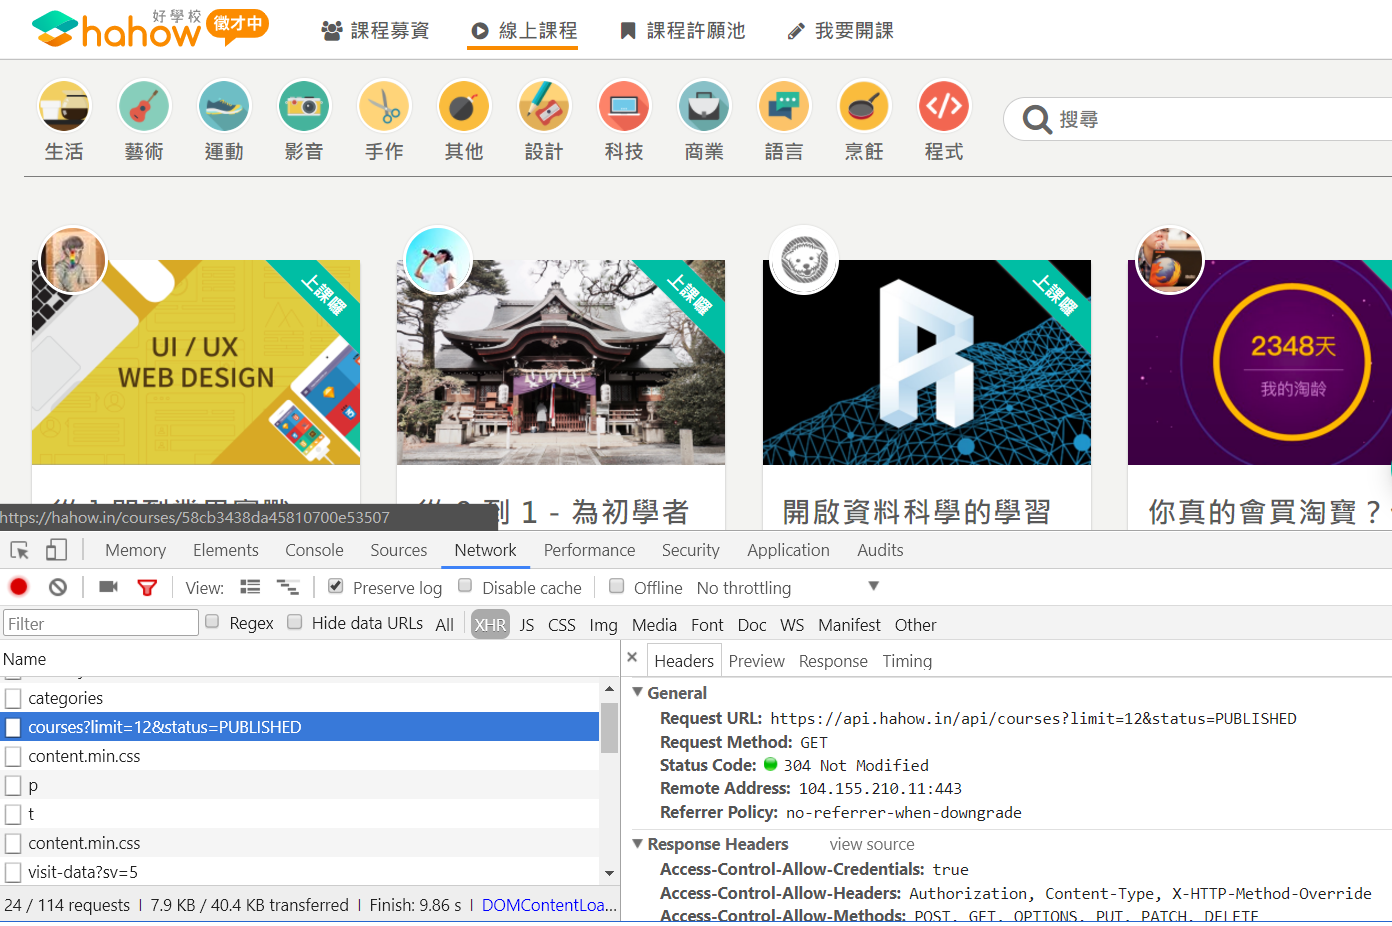 好學校
hahow
徵才中
課程募資
線上課程
課程許願池
我要開課
生活
藝術
運動
影音
手作
其他
設計
科技
商業
語言
烹飪
程式
搜尋
上課囉
UI / UX
WEB DESIGN
上課囉
上課囉
2348天
我的淘龄
到 1 - 為初學者
開啟資料科學的學習
你真的會買淘寶？
https://hahow.in/courses/58cb3438da45810700e53507
Memory Elements Console Sources Network Performance Security Application Audits
View: Preserve log Disable cache Offline No throttling
Filter Regex Hide data URLs All XHR JS CSS Img Media Font Doc WS Manifest Other
Name
categories
courses?limit=12&status=PUBLISHED
content.min.css
p
t
content.min.css
visit-data?sv=5
24 / 114 requests | 7.9 KB / 40.4 KB transferred | Finish: 9.86 s | DOMContentLoa...
× Headers Preview Response Timing
General
Request URL: https://api.hahow.in/api/courses?limit=12&status=PUBLISHED
Request Method: GET
Status Code: 304 Not Modified
Remote Address: 104.155.210.11:443
Referrer Policy: no-referrer-when-downgrade
Response Headers view source
Access-Control-Allow-Credentials: true
Access-Control-Allow-Headers: Authorization, Content-Type, X-HTTP-Method-Override
Access-Control-Allow-Methods: POST, GET, OPTIONS, PUT, PATCH, DELETE